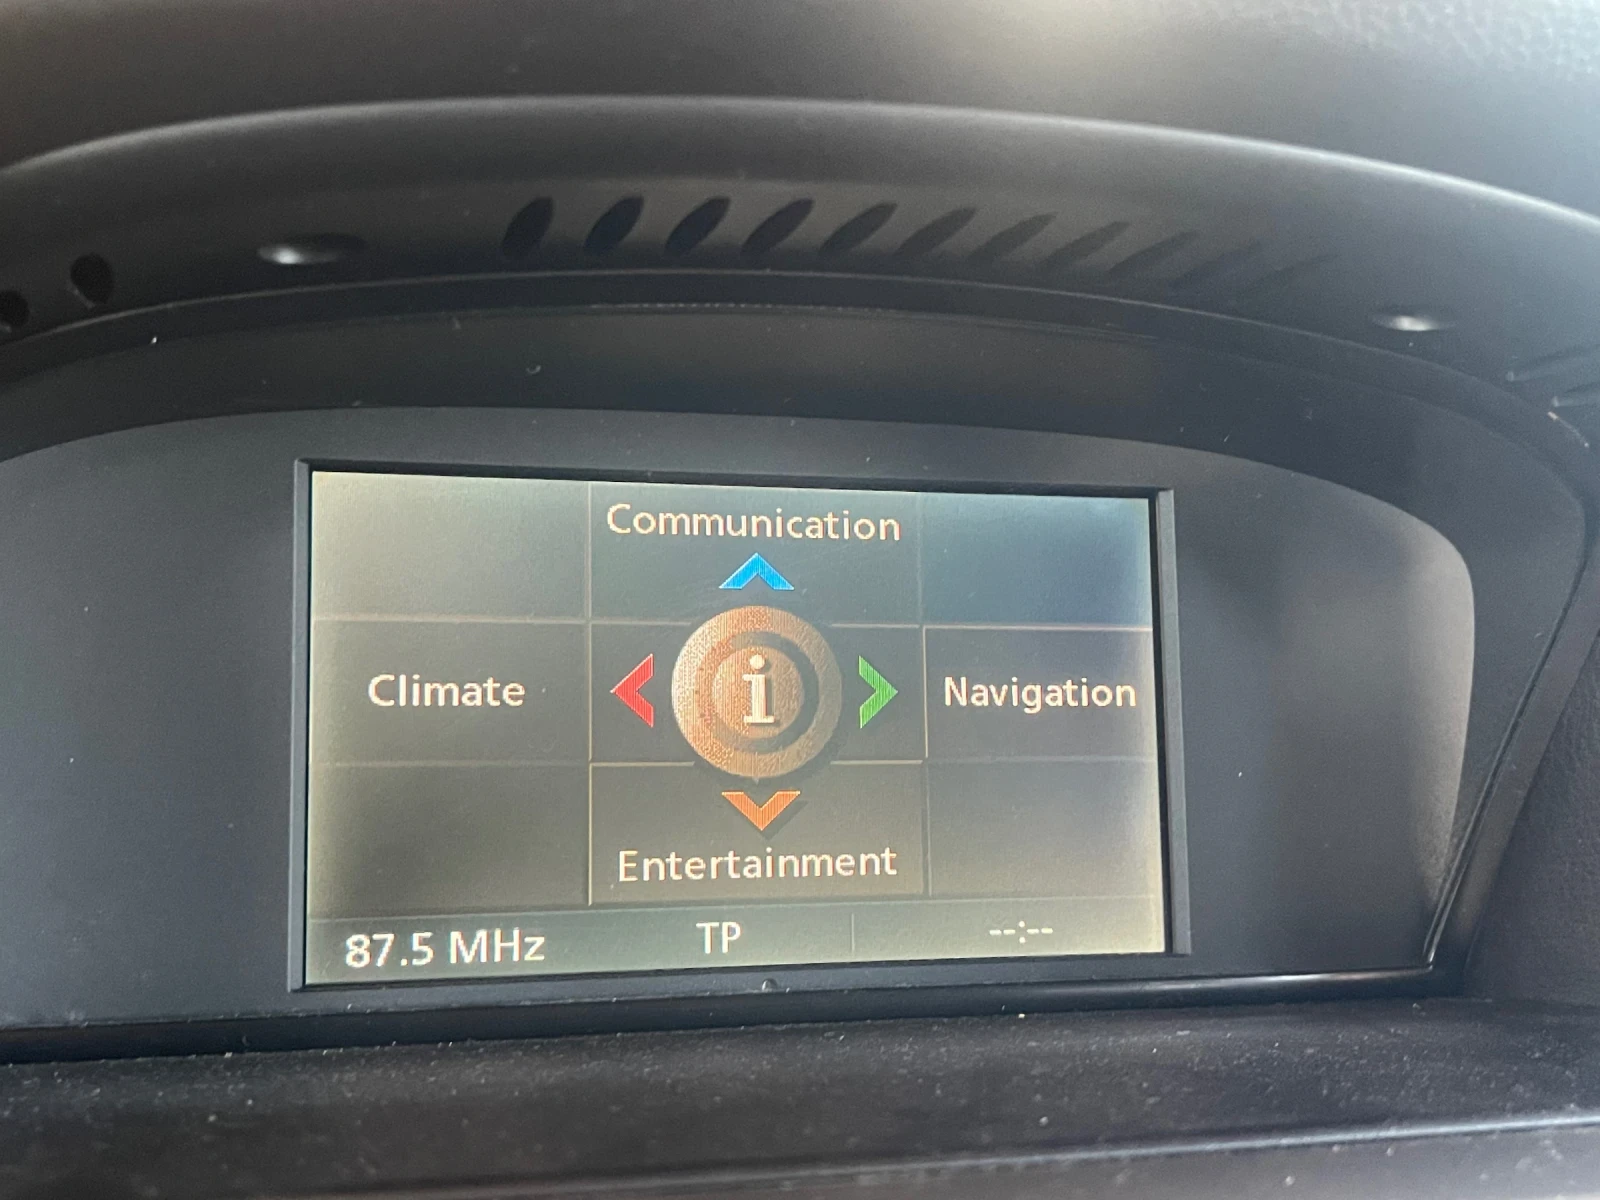 Communication
Climate
i
Navigation
Entertainment
87.5 MHz
TP
--:--